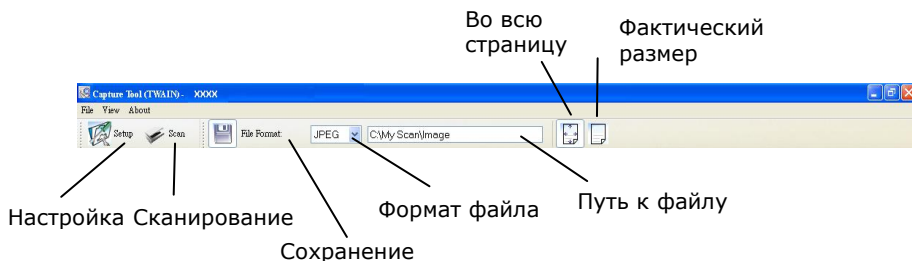 Во всю
страницу
Фактический
размер
Capture Tool (TWAIN) - XXXX
File View About
Setup Scan File Format: JPEG C:\My Scan\Image
Настройка Сканирование Формат файла Путь к файлу
Сохранение